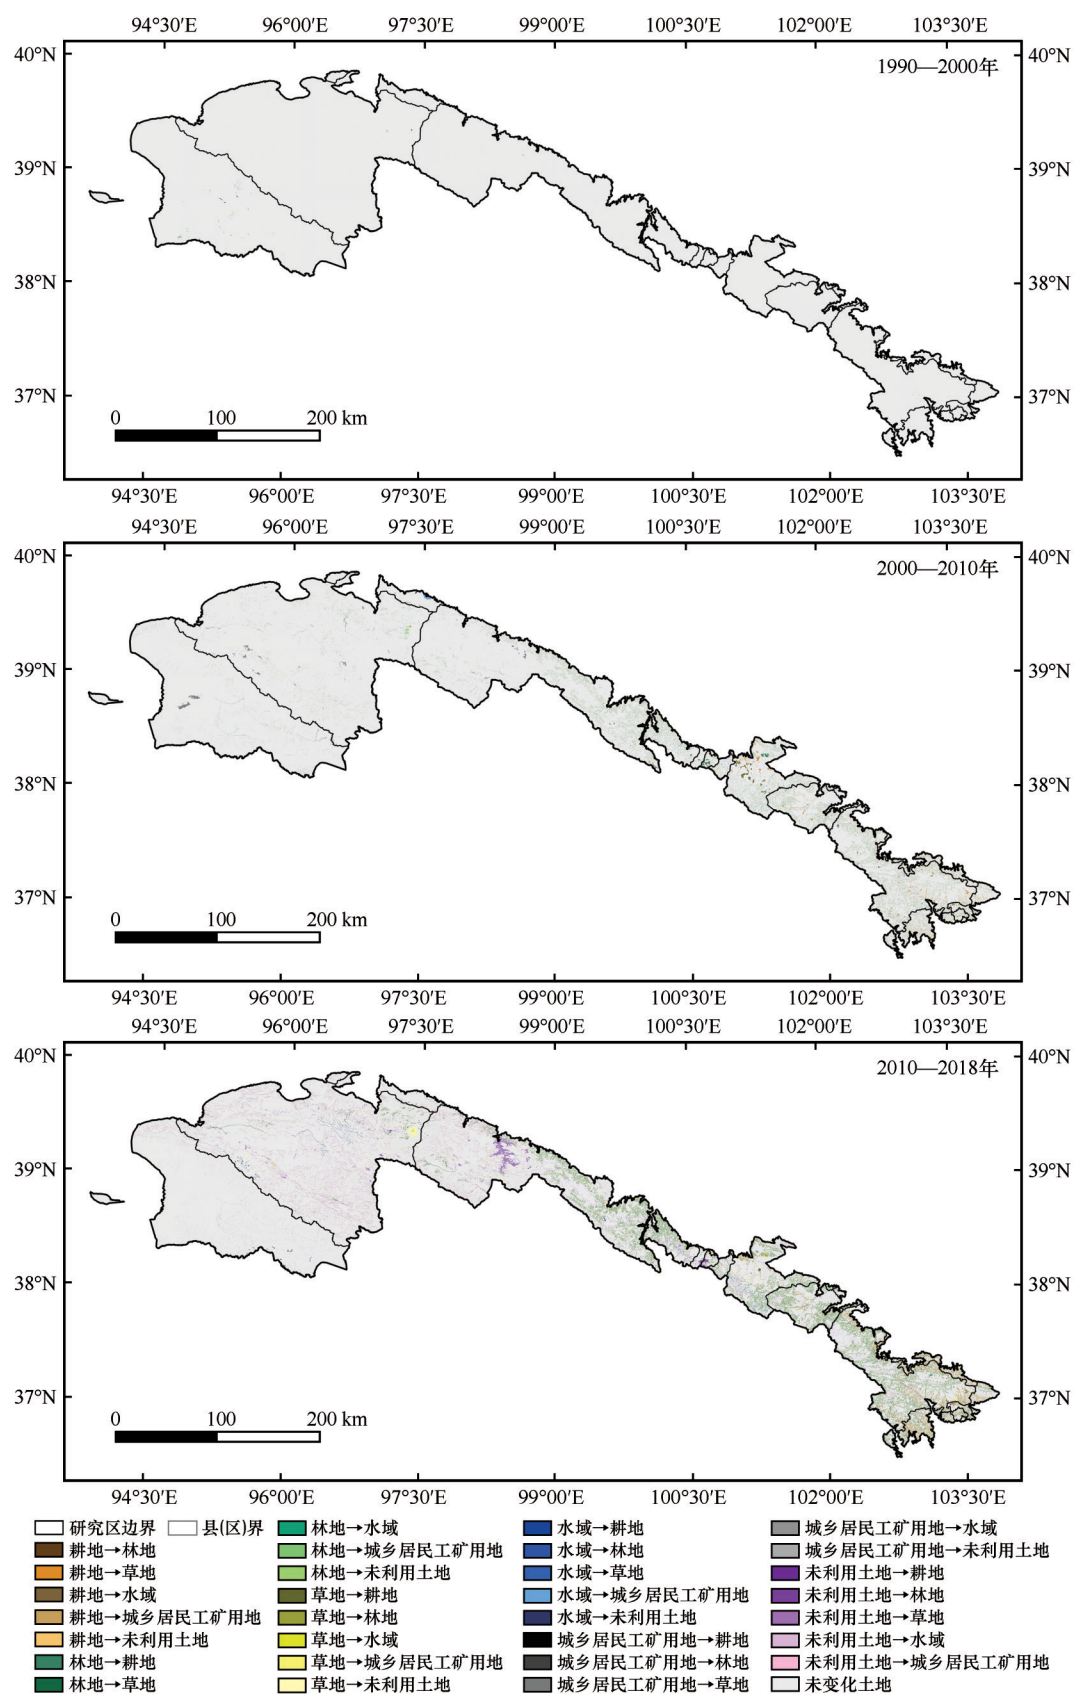 94°30′E 96°00′E 97°30′E 99°00′E 100°30′E 102°00′E 103°30′E
40°N 40°N
1990—2000年
39°N 39°N
38°N 38°N
37°N 37°N
0 100 200 km
94°30′E 96°00′E 97°30′E 99°00′E 100°30′E 102°00′E 103°30′E
94°30′E 96°00′E 97°30′E 99°00′E 100°30′E 102°00′E 103°30′E
40°N 40°N
2000—2010年
39°N 39°N
38°N 38°N
37°N 37°N
0 100 200 km
94°30′E 96°00′E 97°30′E 99°00′E 100°30′E 102°00′E 103°30′E
94°30′E 96°00′E 97°30′E 99°00′E 100°30′E 102°00′E 103°30′E
40°N 40°N
2010—2018年
39°N 39°N
38°N 38°N
37°N 37°N
0 100 200 km
94°30′E 96°00′E 97°30′E 99°00′E 100°30′E 102°00′E 103°30′E
研究区边界 县(区)界 林地→水域 水域→耕地 城乡居民工矿用地→水域
耕地→林地 林地→城乡居民工矿用地 水域→林地 城乡居民工矿用地→未利用土地
耕地→草地 林地→未利用土地 水域→草地 未利用土地→耕地
耕地→水域 草地→耕地 水域→城乡居民工矿用地 未利用土地→林地
耕地→城乡居民工矿用地 草地→林地 水域→未利用土地 未利用土地→草地
耕地→未利用土地 草地→水域 城乡居民工矿用地→耕地 未利用土地→水域
林地→耕地 草地→城乡居民工矿用地 城乡居民工矿用地→林地 未利用土地→城乡居民工矿用地
林地→草地 草地→未利用土地 城乡居民工矿用地→草地 未变化土地